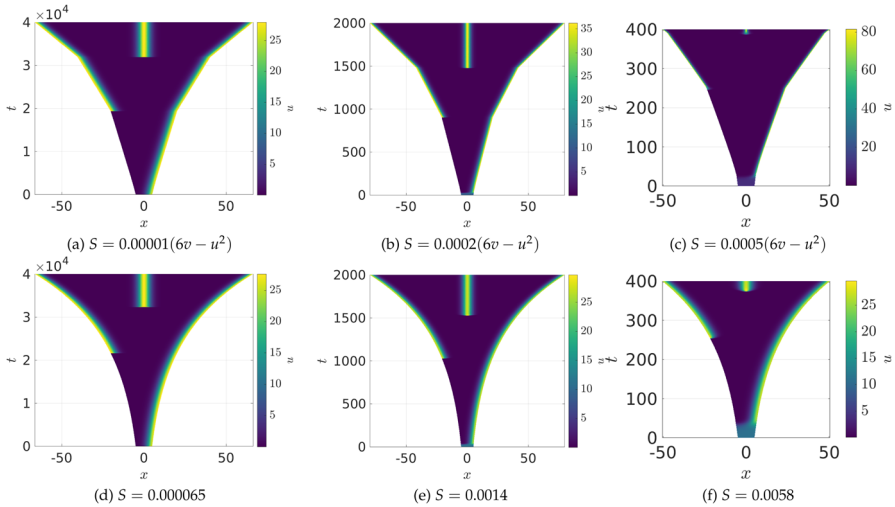 ×10⁴
4
3
2
1
0
t
-50 0 50
x
25
20
15
10
5
u
(a) S = 0.00001(6v − u²)
2000
1500
1000
500
0
t
-50 0 50
x
35
30
25
20
15
10
5
u
(b) S = 0.0002(6v − u²)
400
300
200
100
0
t
-50 0 50
x
80
60
40
20
u
(c) S = 0.0005(6v − u²)
×10⁴
4
3
2
1
0
t
-50 0 50
x
25
20
15
10
5
u
(d) S = 0.000065
2000
1500
1000
500
0
t
-50 0 50
x
25
20
15
10
5
u
(e) S = 0.0014
400
300
200
100
0
t
-50 0 50
x
25
20
15
10
5
u
(f) S = 0.0058